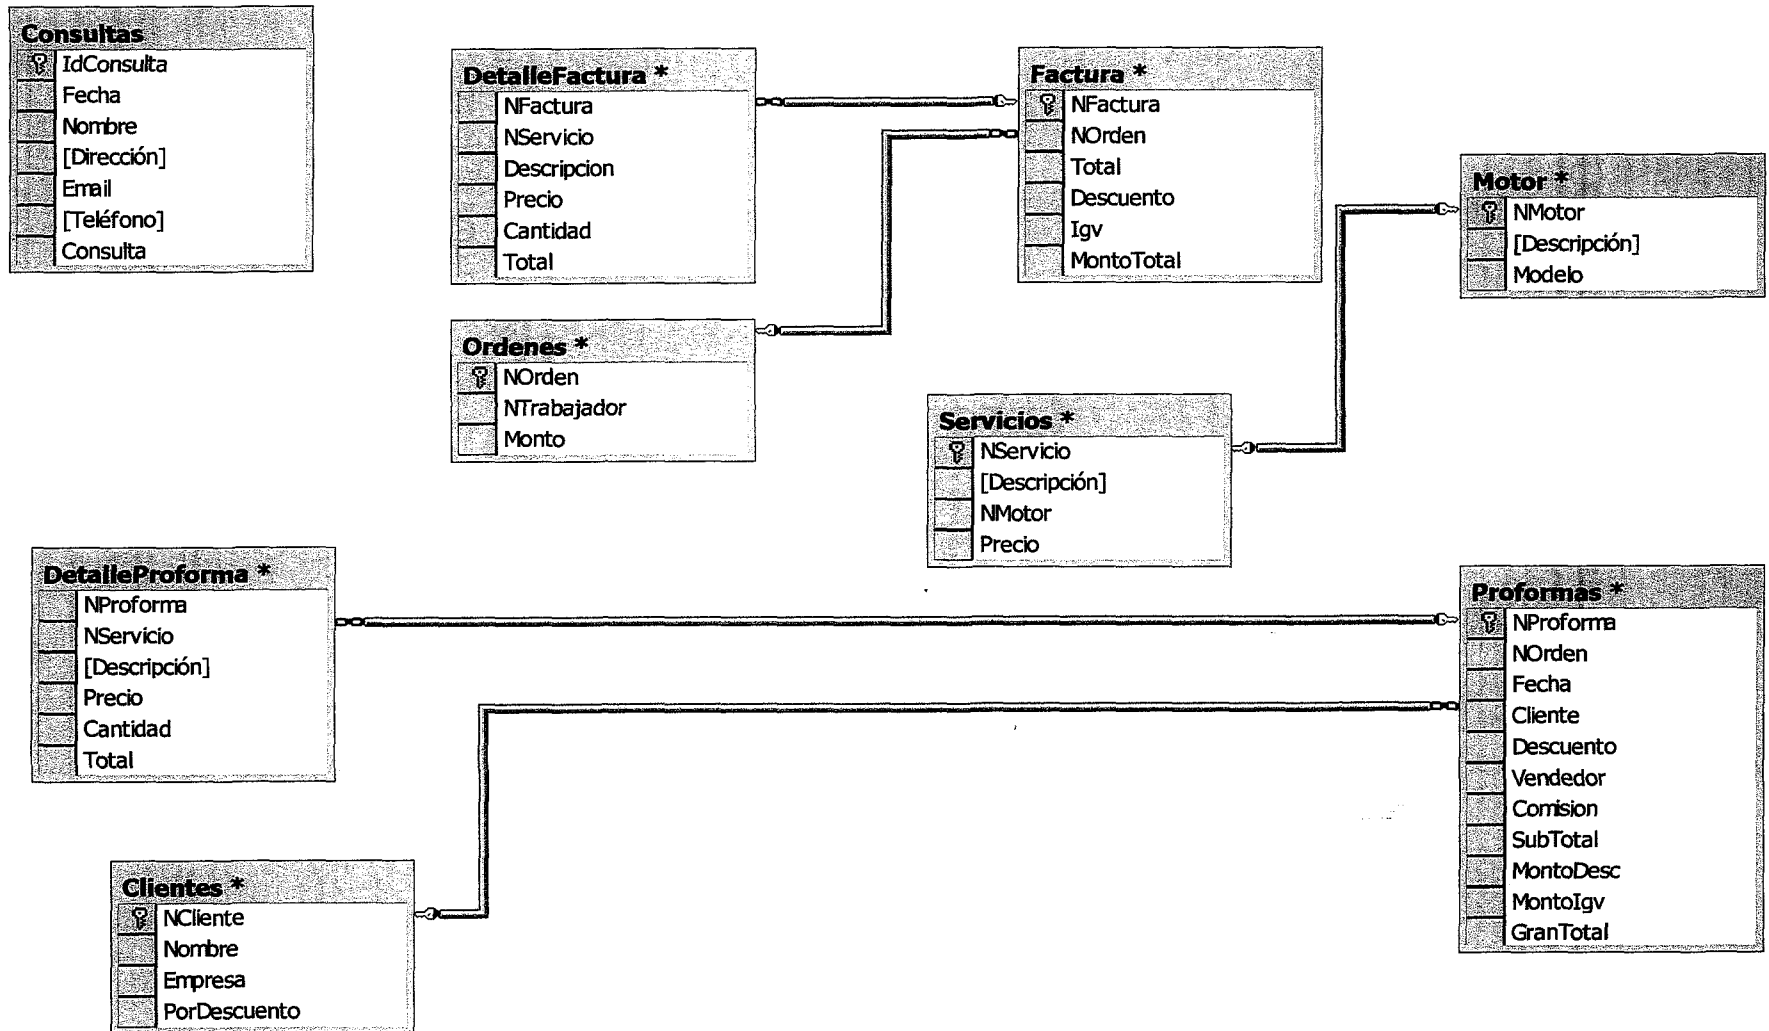 Consultas
IdConsulta
Fecha
Nombre
[Dirección]
Email
[Teléfono]
Consulta
DetalleFactura *
NFactura
NServicio
Descripcion
Precio
Cantidad
Total
Factura *
NFactura
NOrden
Total
Descuento
Igv
MontoTotal
Motor *
NMotor
[Descripción]
Modelo
Ordenes *
NOrden
NTrabajador
Monto
Servicios *
NServicio
[Descripción]
NMotor
Precio
DetalleProforma *
NProforma
NServicio
[Descripción]
Precio
Cantidad
Total
Proformas *
NProforma
NOrden
Fecha
Cliente
Descuento
Vendedor
Comision
SubTotal
MontoDesc
MontoIgv
GranTotal
Clientes *
NCliente
Nombre
Empresa
PorDescuento